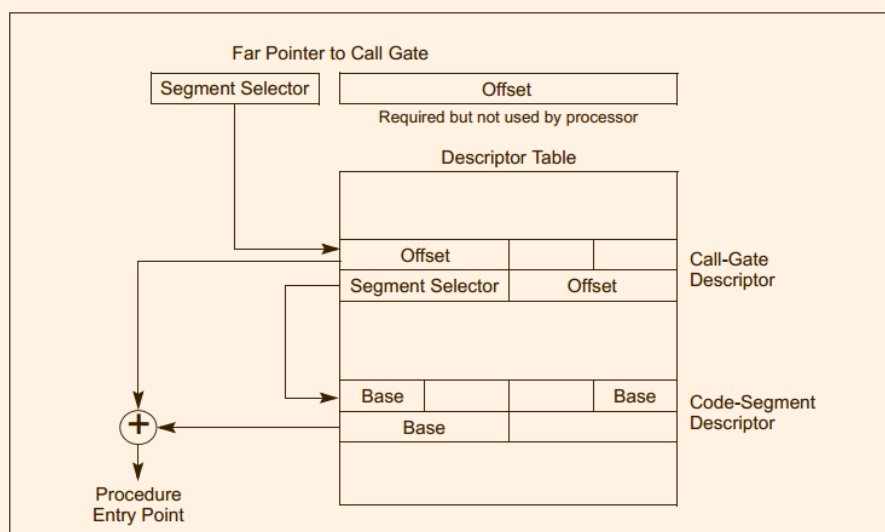 Far Pointer to Call Gate
Segment Selector
Offset
Required but not used by processor
Descriptor Table
Offset
Segment Selector
Offset
Call-Gate
Descriptor
Base
Base
Base
Code-Segment
Descriptor
+
Procedure
Entry Point